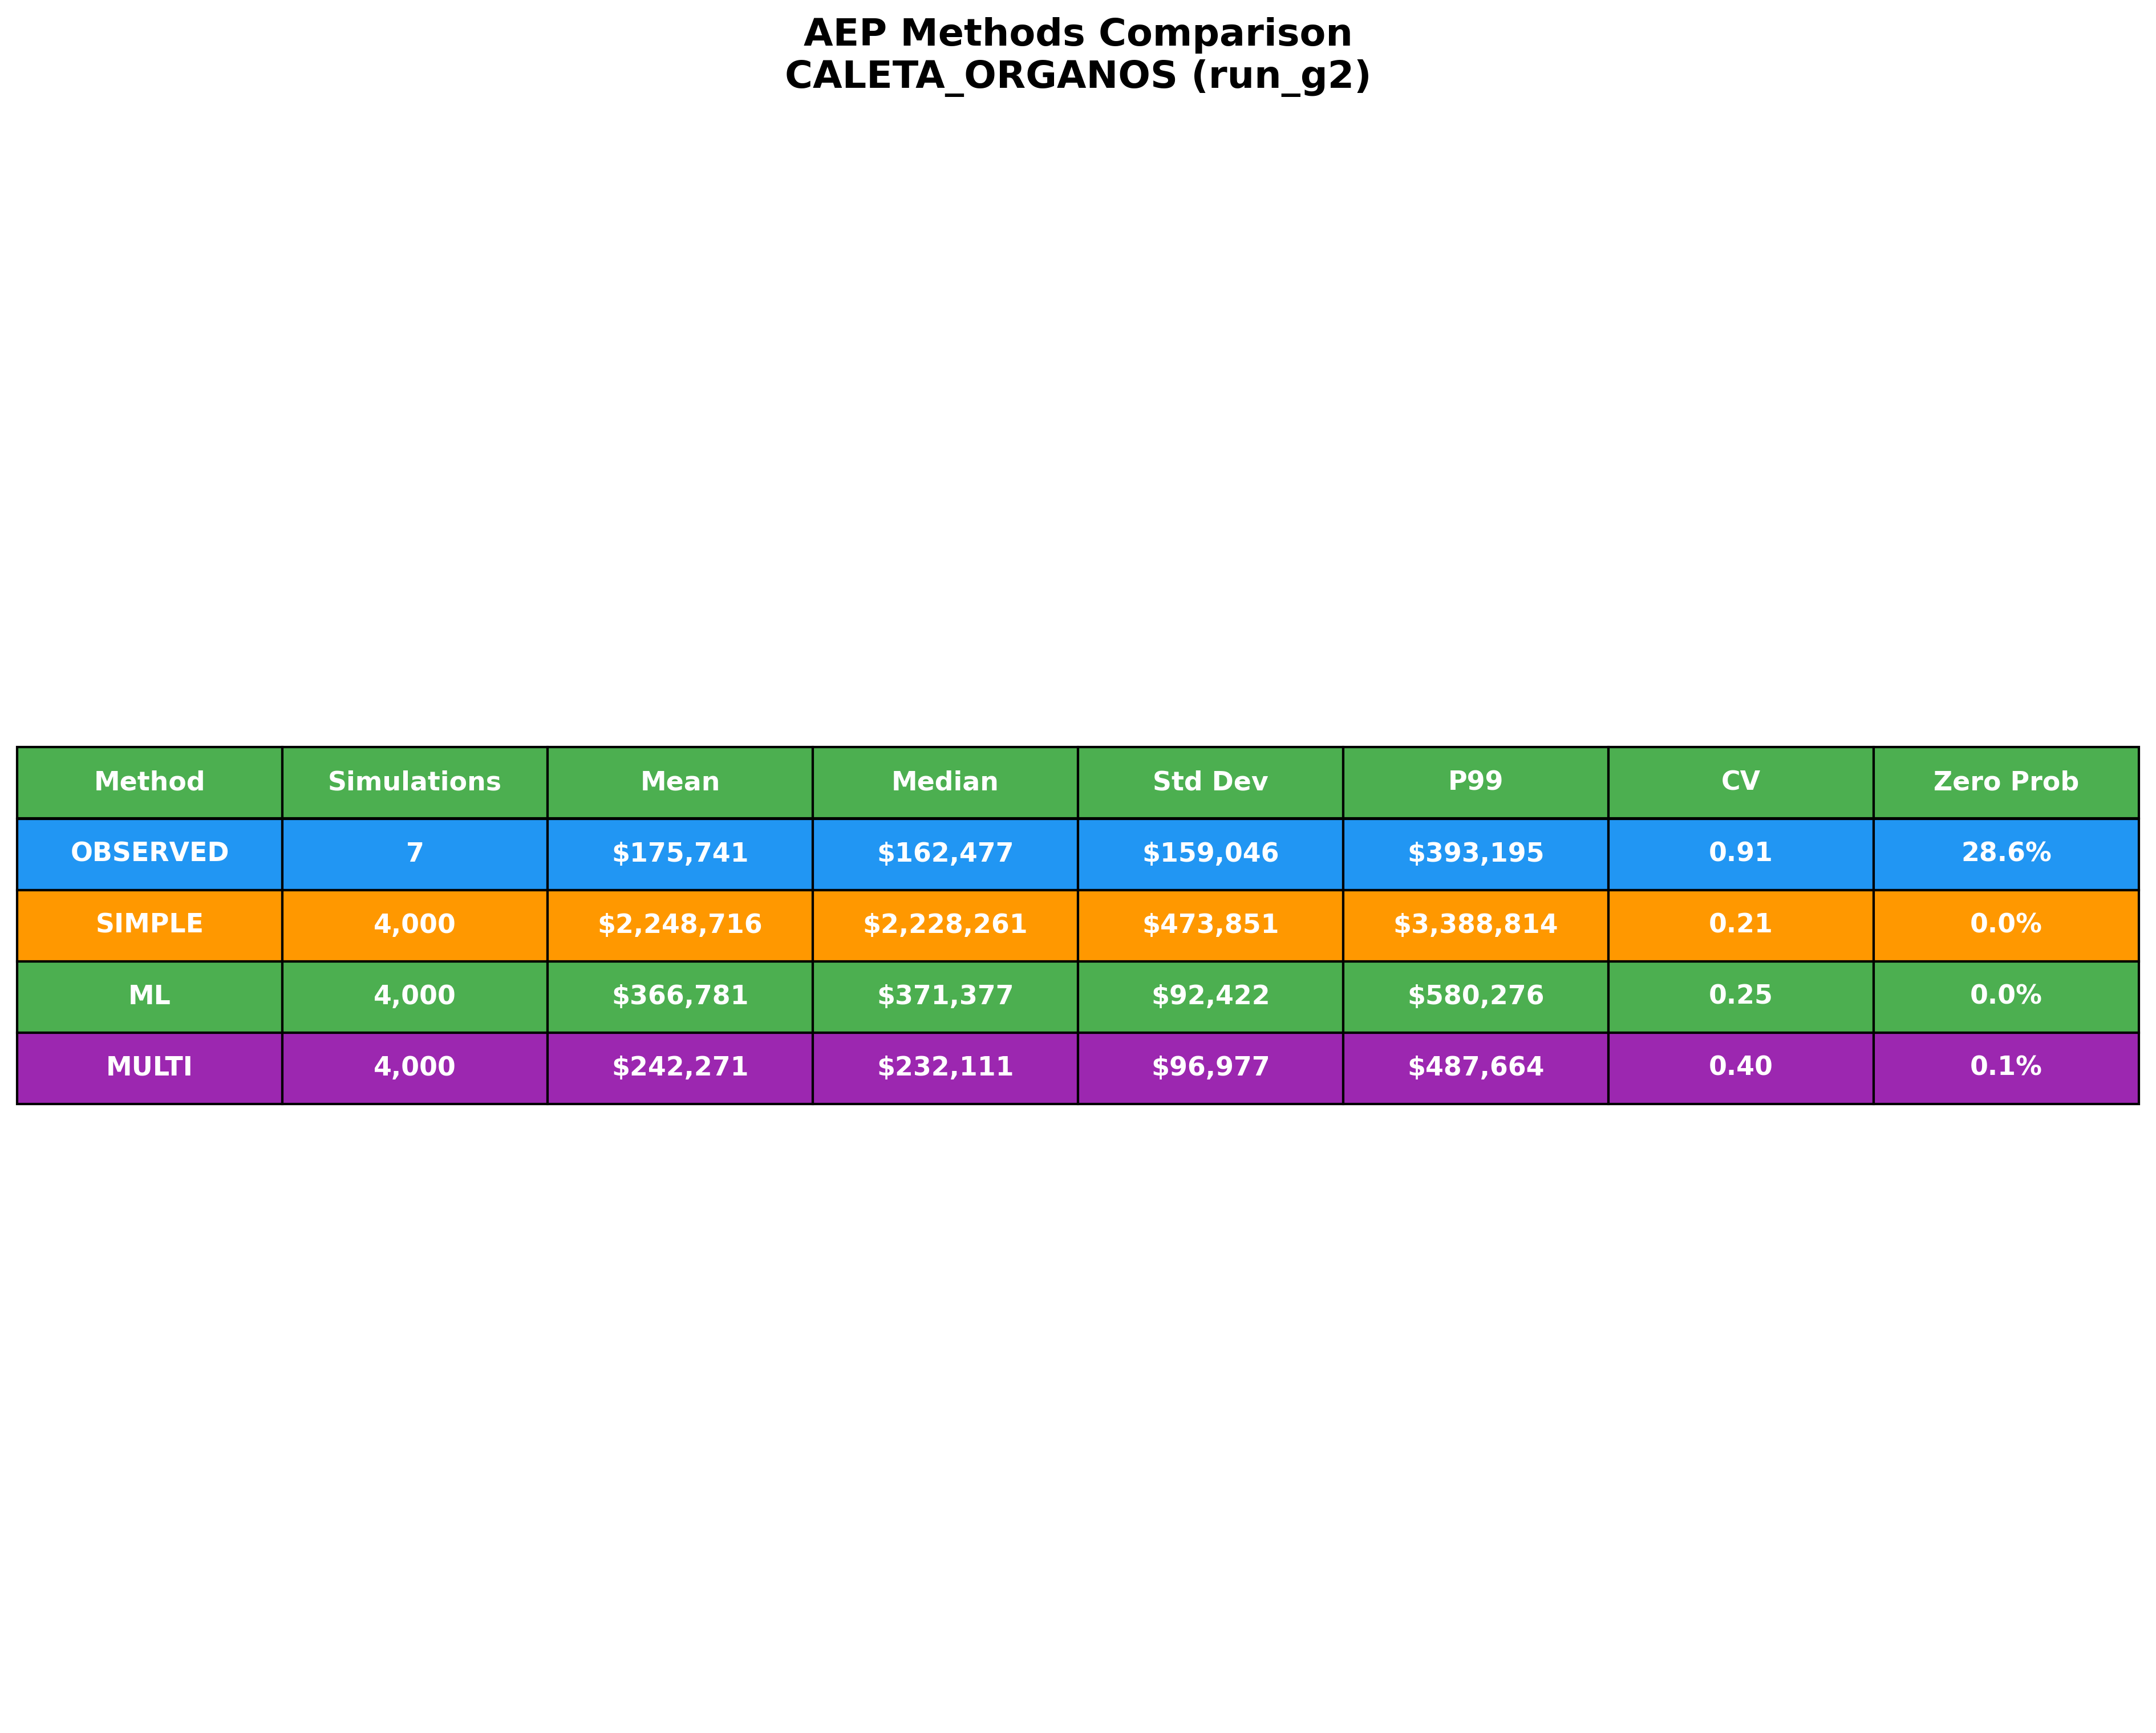 AEP Methods Comparison
CALETA_ORGANOS (run_g2)
Method Simulations Mean Median Std Dev P99 CV Zero Prob
OBSERVED 7 $175,741 $162,477 $159,046 $393,195 0.91 28.6%
SIMPLE 4,000 $2,248,716 $2,228,261 $473,851 $3,388,814 0.21 0.0%
ML 4,000 $366,781 $371,377 $92,422 $580,276 0.25 0.0%
MULTI 4,000 $242,271 $232,111 $96,977 $487,664 0.40 0.1%